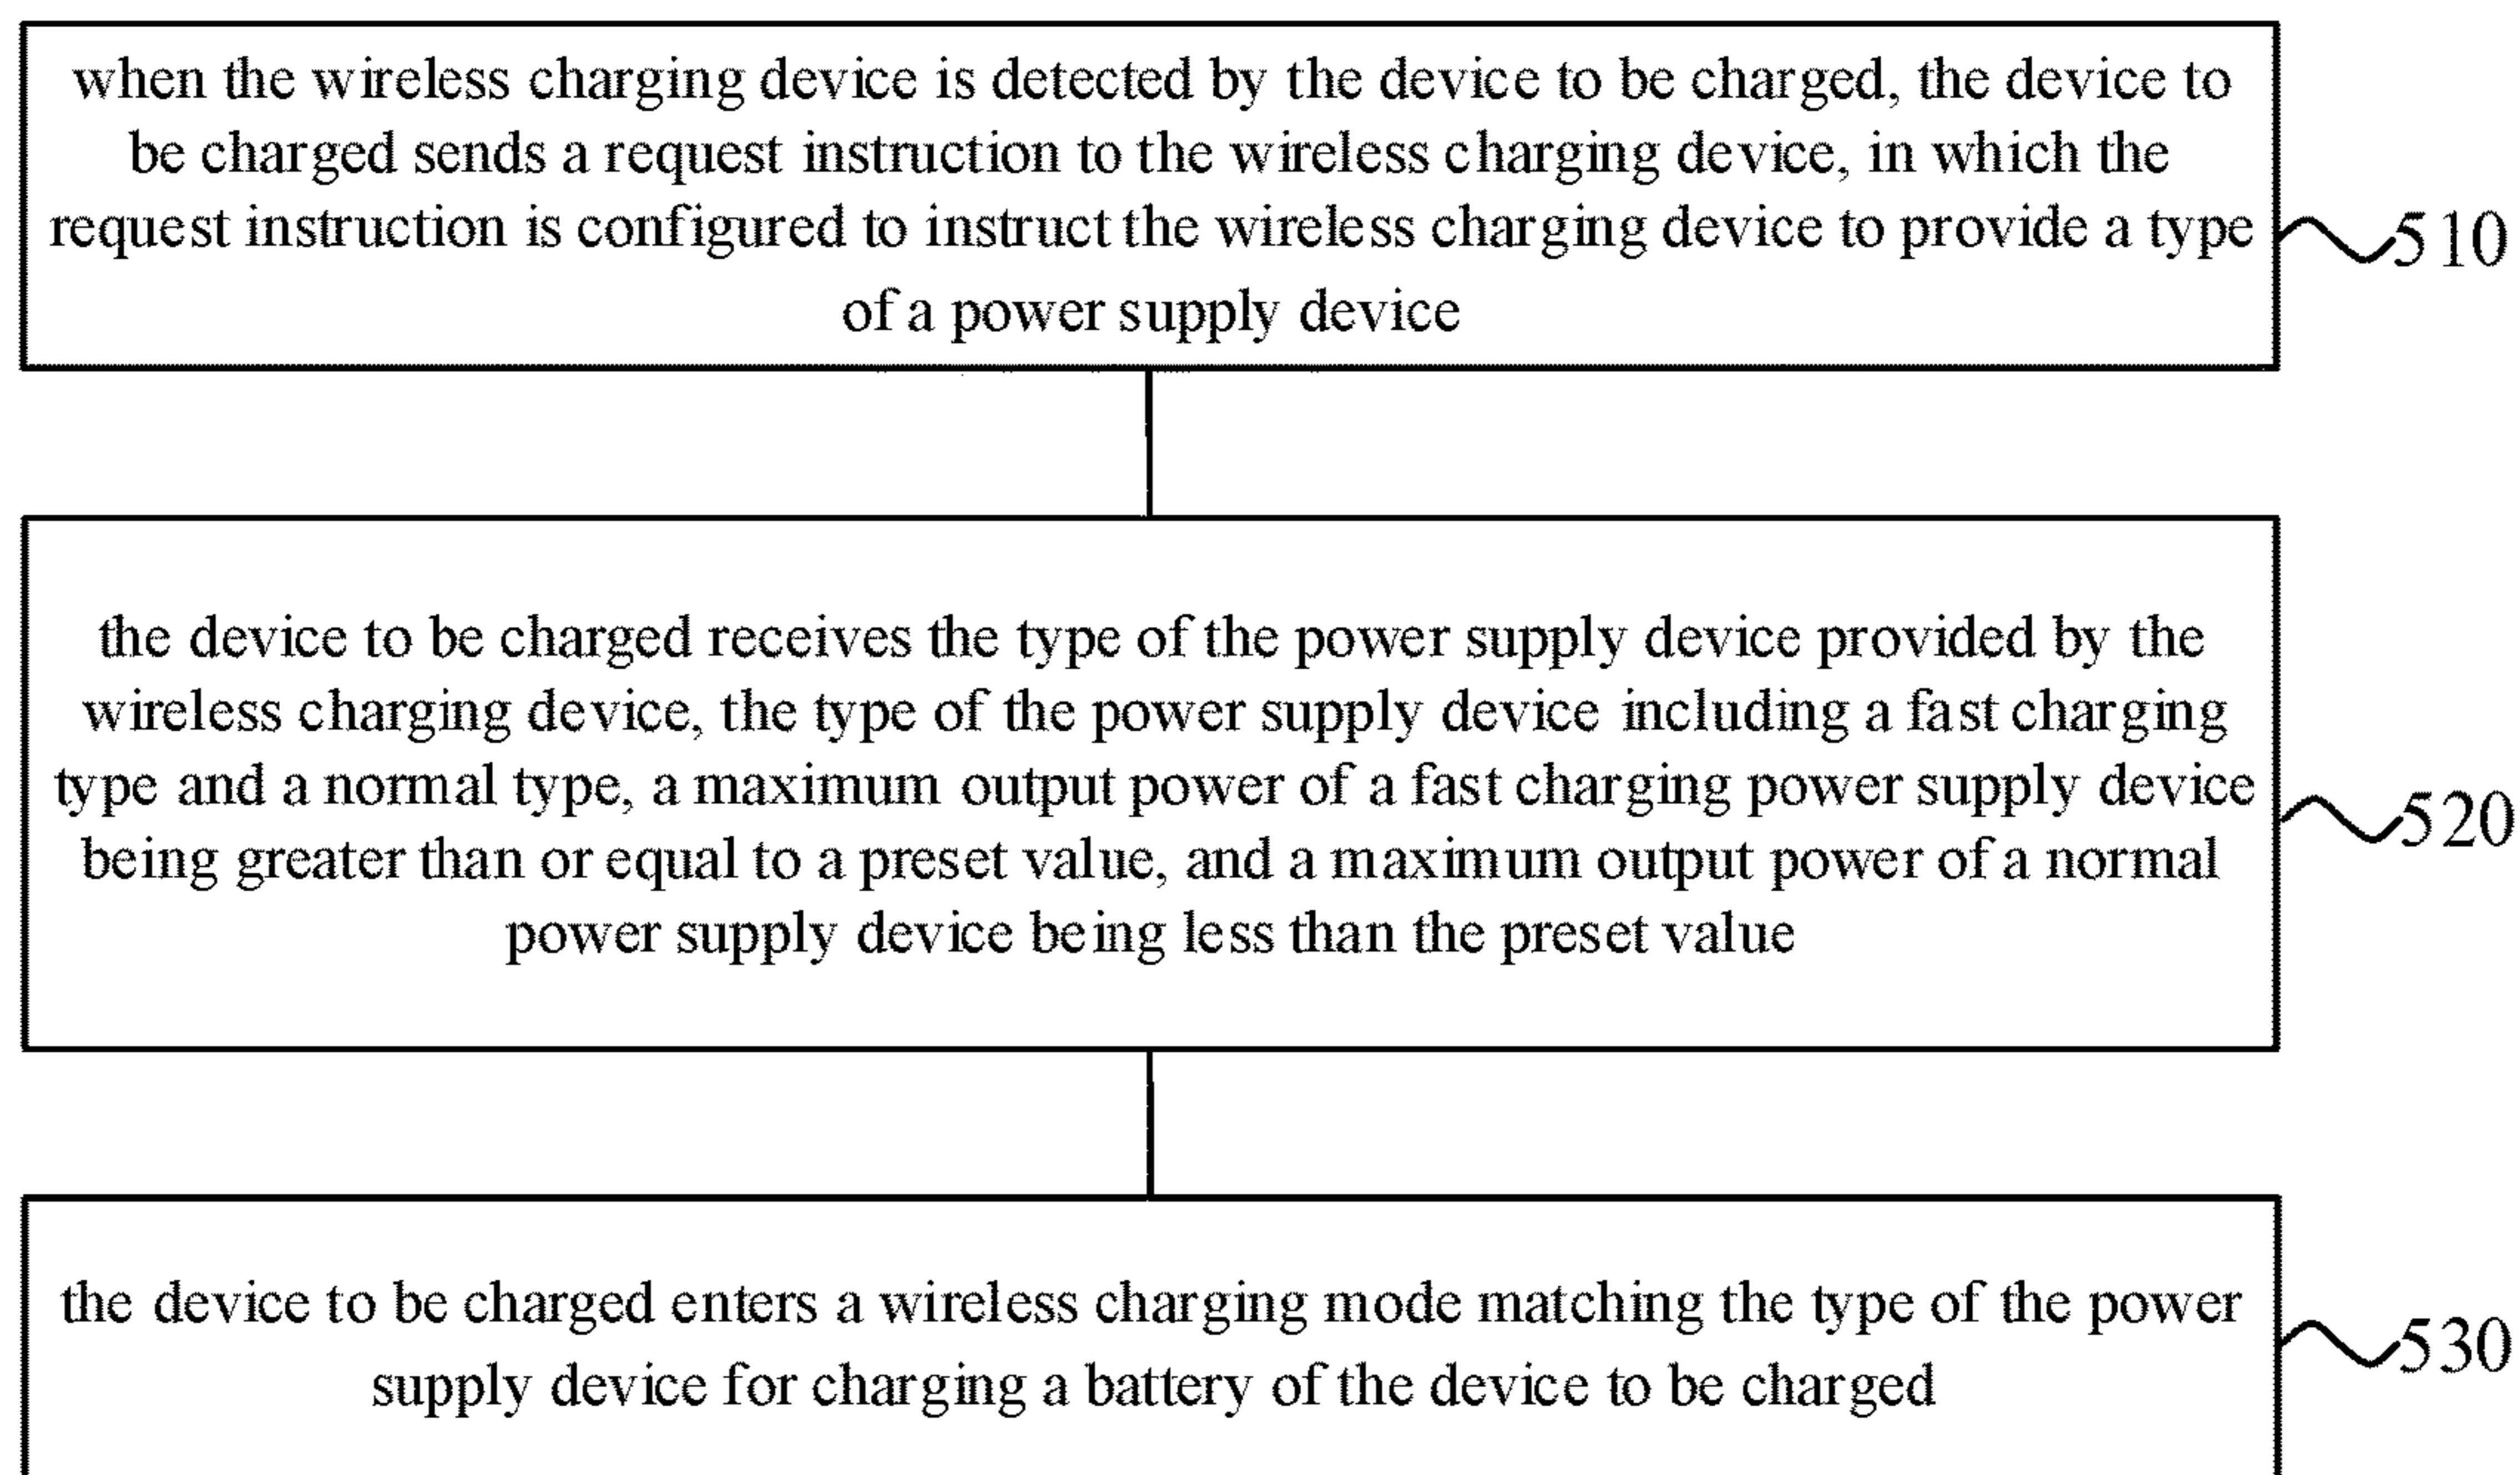 when the wireless charging device is detected by the device to be charged, the device to
be charged sends a request instruction to the wireless charging device, in which the
request instruction is configured to instruct the wireless charging device to provide a type
of a power supply device
510
the device to be charged receives the type of the power supply device provided by the
wireless charging device, the type of the power supply device including a fast charging
type and a normal type, a maximum output power of a fast charging power supply device
being greater than or equal to a preset value, and a maximum output power of a normal
power supply device being less than the preset value
520
the device to be charged enters a wireless charging mode matching the type of the power
supply device for charging a battery of the device to be charged
530